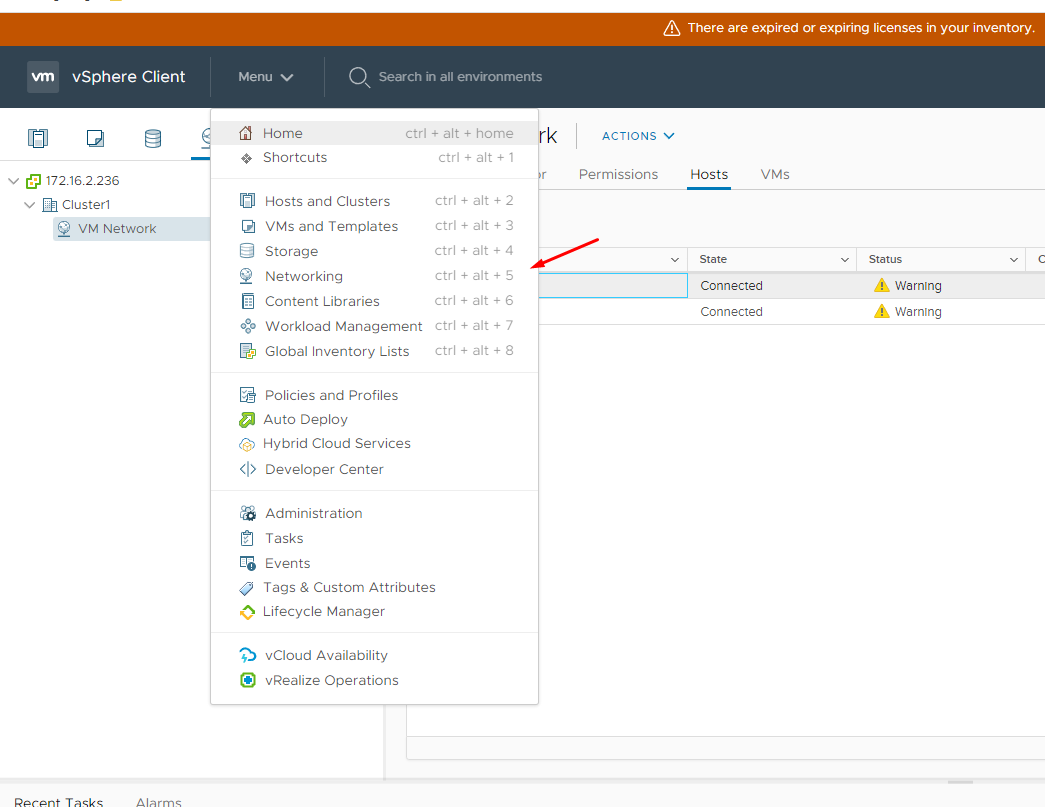 There are expired or expiring licenses in your inventory.
vm vSphere Client Menu Search in all environments
Home ctrl + alt + home
Shortcuts ctrl + alt + 1
Hosts and Clusters ctrl + alt + 2
VMs and Templates ctrl + alt + 3
Storage ctrl + alt + 4
Networking ctrl + alt + 5
Content Libraries ctrl + alt + 6
Workload Management ctrl + alt + 7
Global Inventory Lists ctrl + alt + 8
Policies and Profiles
Auto Deploy
Hybrid Cloud Services
Developer Center
Administration
Tasks
Events
Tags & Custom Attributes
Lifecycle Manager
vCloud Availability
vRealize Operations
172.16.2.236
Cluster1
VM Network
rk ACTIONS
or Permissions Hosts VMs
State Status
Connected Warning
Connected Warning
Recent Tasks Alarms